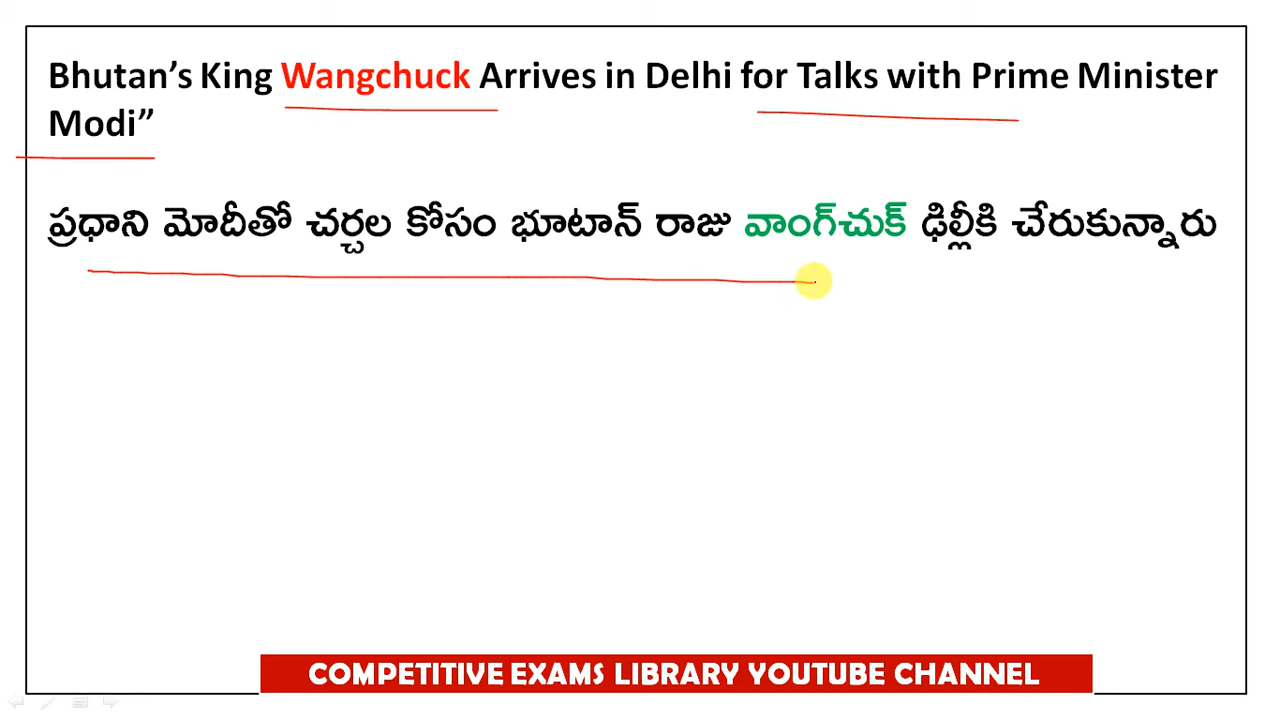 Bhutan’s King Wangchuck Arrives in Delhi for Talks with Prime Minister
Modi”
ప్రధాని మోదీతో చర్చల కోసం భూటాన్ రాజు వాంగ్‌చుక్ ఢిల్లీకి చేరుకున్నారు
COMPETITIVE EXAMS LIBRARY YOUTUBE CHANNEL